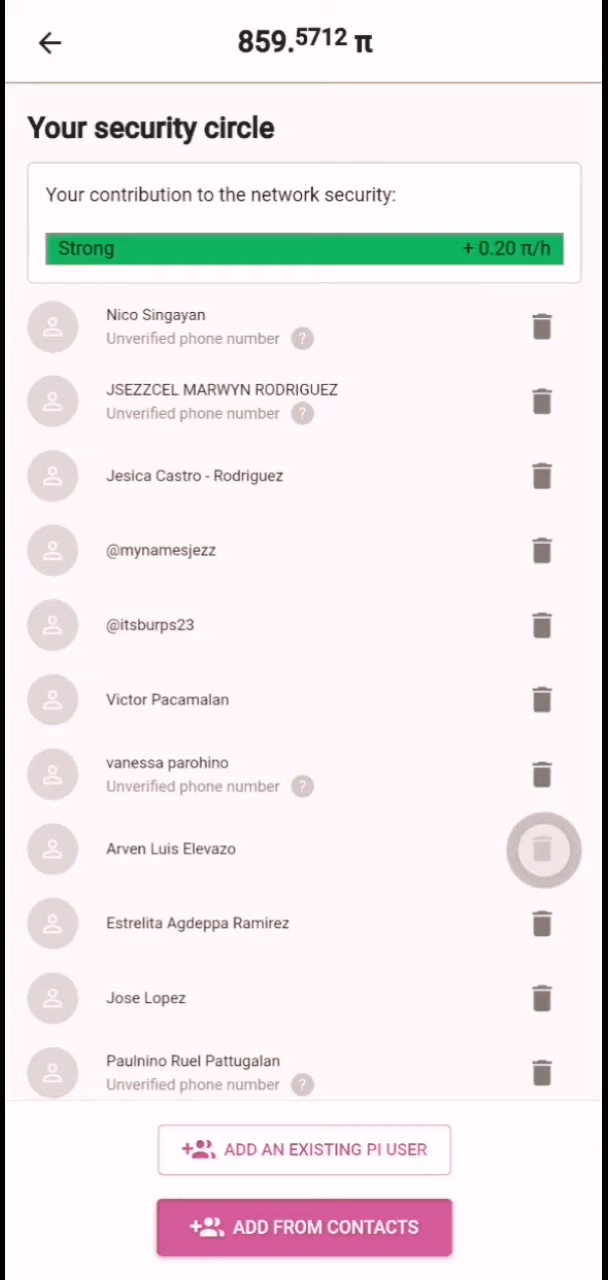 859.5712 π
Your security circle
Your contribution to the network security:
Strong + 0.20 π/h
Nico Singayan
Unverified phone number ?
JSEZZCEL MARWYN RODRIGUEZ
Unverified phone number ?
Jesica Castro - Rodriguez
@mynamesjezz
@itsburps23
Victor Pacamalan
vanessa parohino
Unverified phone number ?
Arven Luis Elevazo
Estrelita Agdeppa Ramirez
Jose Lopez
Paulnino Ruel Pattugalan
Unverified phone number ?
ADD AN EXISTING PI USER
ADD FROM CONTACTS